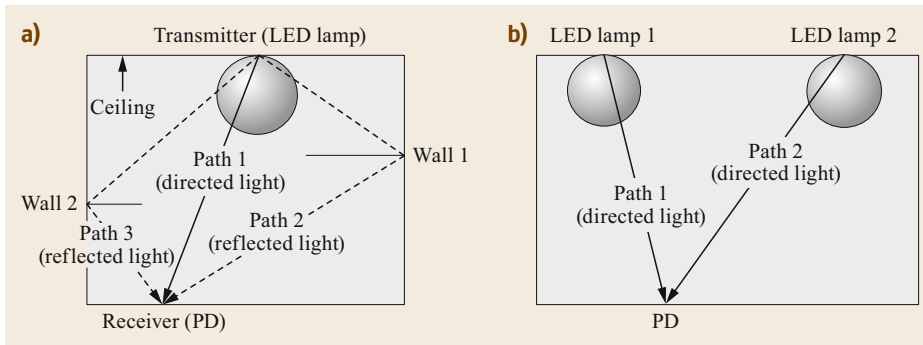 a)
Transmitter (LED lamp)
Ceiling
Path 1
(directed light)
Wall 1
Wall 2
Path 2
(reflected light)
Path 3
(reflected light)
Receiver (PD)
b)
LED lamp 1
LED lamp 2
Path 2
(directed light)
Path 1
(directed light)
PD